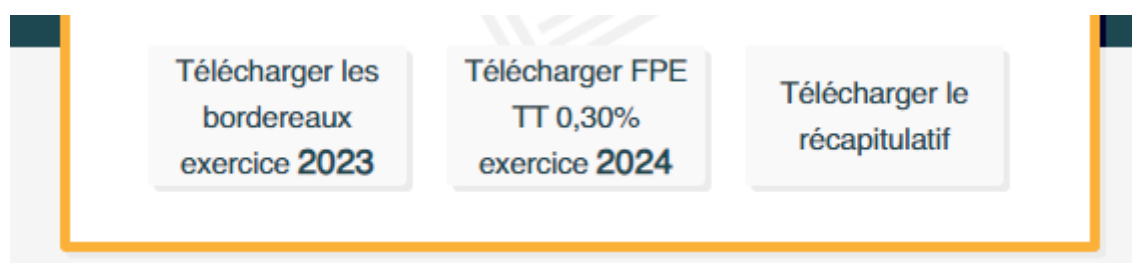 Télécharger les
bordereaux
exercice 2023
Télécharger FPE
TT 0,30%
exercice 2024
Télécharger le
récapitulatif